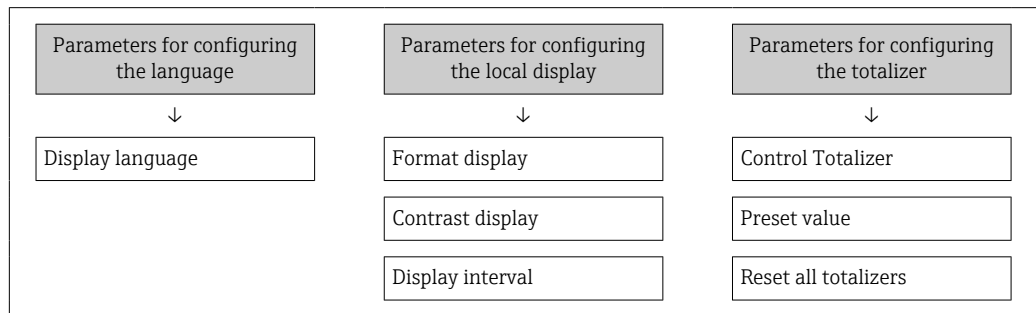 Parameters for configuring
the language
↓
Display language
Parameters for configuring
the local display
↓
Format display
Contrast display
Display interval
Parameters for configuring
the totalizer
↓
Control Totalizer
Preset value
Reset all totalizers